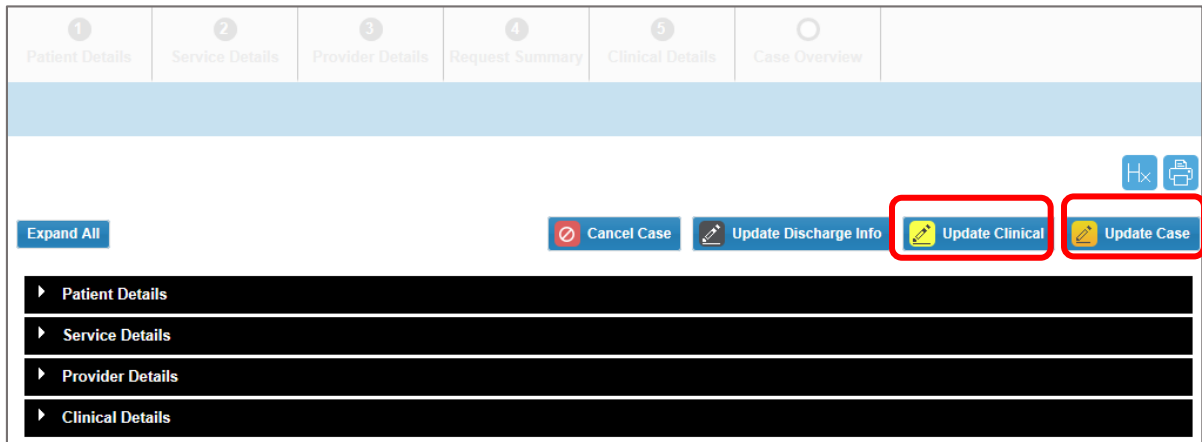 1 2 3 4 5
Patient Details Service Details Provider Details Request Summary Clinical Details Case Overview
Hx
Expand All Cancel Case Update Discharge Info Update Clinical Update Case
Patient Details
Service Details
Provider Details
Clinical Details